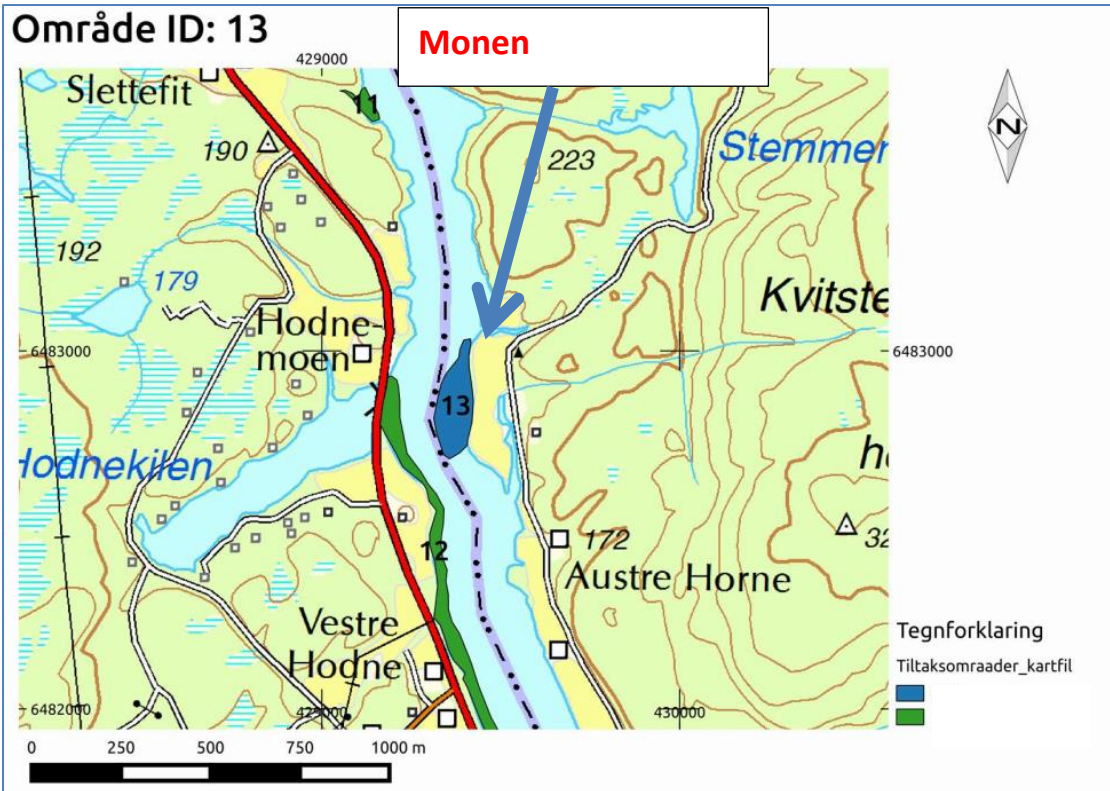 Område ID: 13
Monen
429000
Slettefit
11
190
223
Stemmer
192
179
Kvitste
Hodne-
moen
6483000
6483000
13
Hodnekilen
h
12
172
32
Austre Horne
Vestre
Hodne
Tegnforklaring
Tiltaksomraader_kartfil
6482000
429000
430000
0 250 500 750 1000 m
N